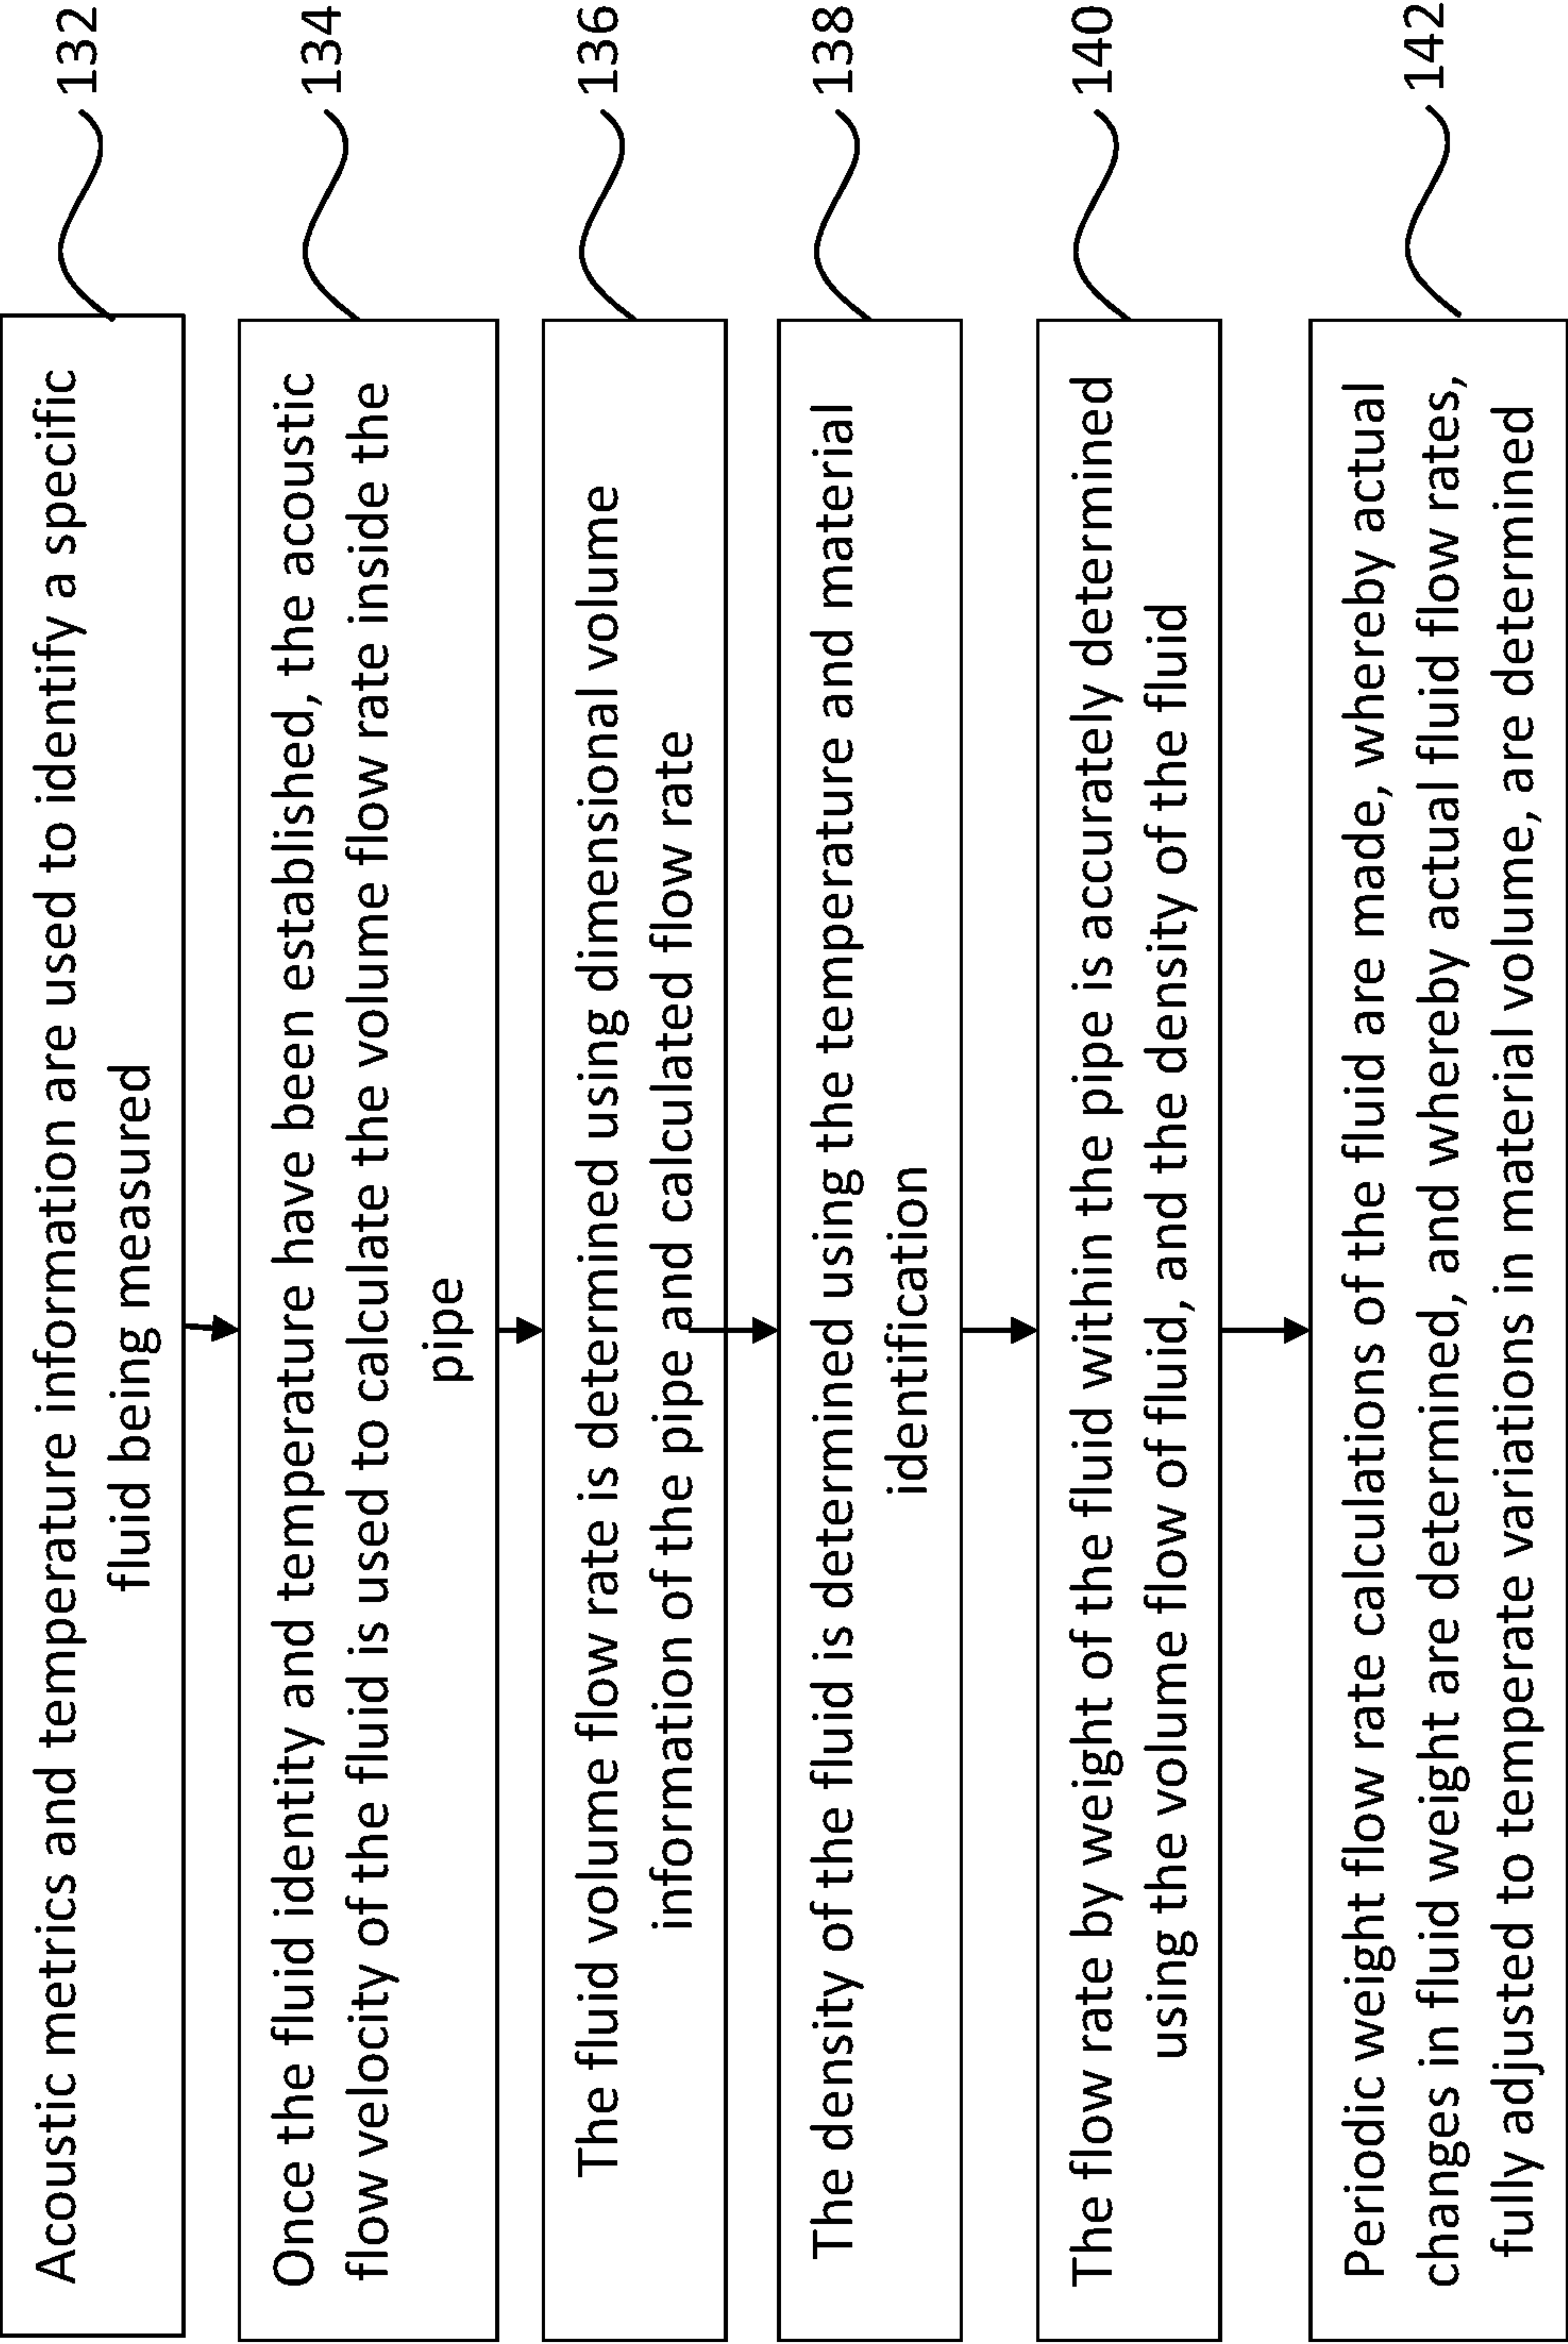 Acoustic metrics and temperature information are used to identify a specific
fluid being measured
132
Once the fluid identity and temperature have been established, the acoustic
flow velocity of the fluid is used to calculate the volume flow rate inside the
pipe
134
The fluid volume flow rate is determined using dimensional volume
information of the pipe and calculated flow rate
136
The density of the fluid is determined using the temperature and material
identification
138
The flow rate by weight of the fluid within the pipe is accurately determined
using the volume flow of fluid, and the density of the fluid
140
Periodic weight flow rate calculations of the fluid are made, whereby actual
changes in fluid weight are determined, and whereby actual fluid flow rates,
fully adjusted to temperate variations in material volume, are determined
142